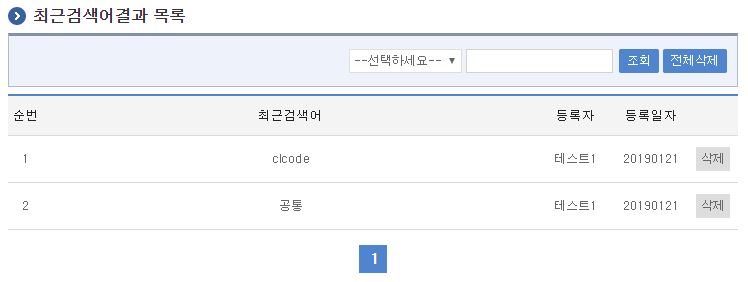 최근검색어결과 목록
--선택하세요-- 조회 전체삭제
순번 최근검색어 등록자 등록일자
1 clcode 테스트1 20190121 삭제
2 공통 테스트1 20190121 삭제
1